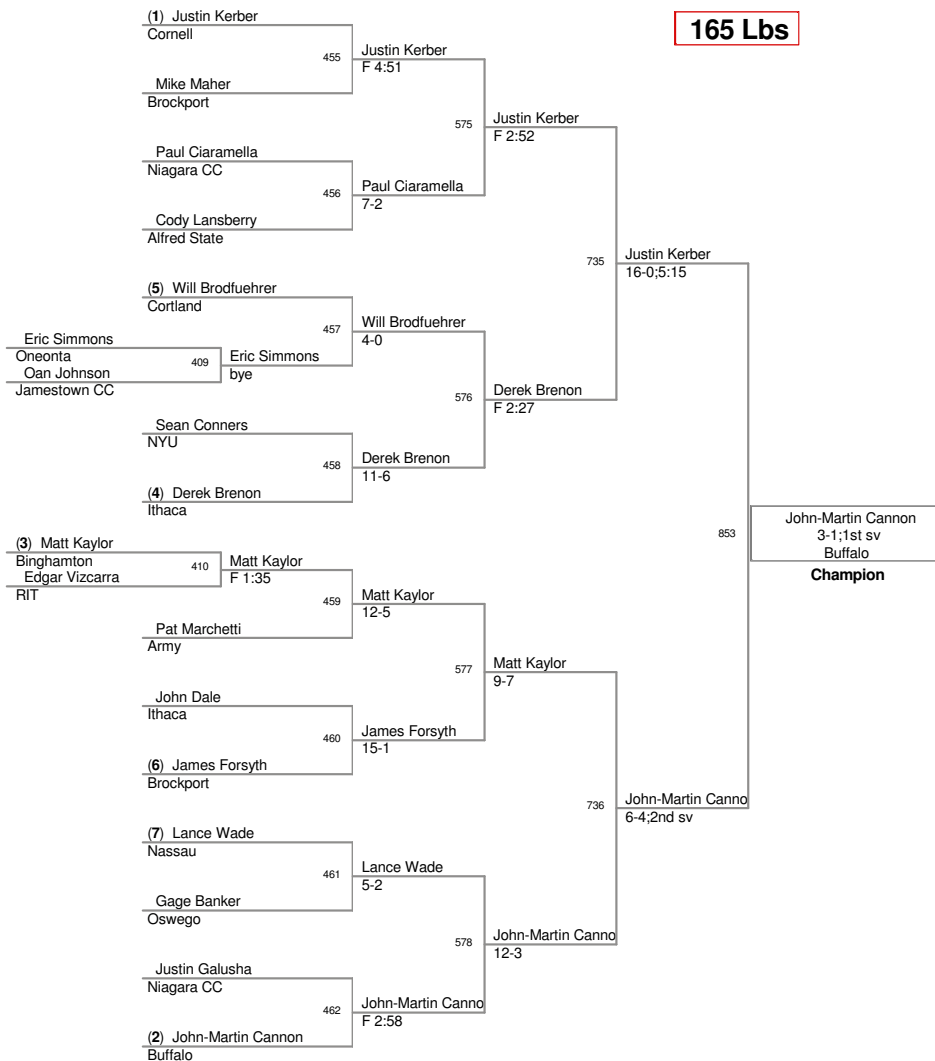 165 Lbs
(1) Justin Kerber
Cornell
455
Justin Kerber
F 4:51
Mike Maher
Brockport
575
Justin Kerber
F 2:52
Paul Ciaramella
Niagara CC
456
Paul Ciaramella
7-2
Cody Lansberry
Alfred State
735
Justin Kerber
16-0;5:15
(5) Will Brodfuehrer
Cortland
457
Will Brodfuehrer
4-0
Eric Simmons
Oneonta
409
Eric Simmons
bye
Oan Johnson
Jamestown CC
576
Derek Brenon
F 2:27
Sean Conners
NYU
458
Derek Brenon
11-6
(4) Derek Brenon
Ithaca
853
John-Martin Cannon
3-1;1st sv
Buffalo
Champion
(3) Matt Kaylor
Binghamton
410
Matt Kaylor
F 1:35
Edgar Vizcarra
RIT
459
Matt Kaylor
12-5
Pat Marchetti
Army
577
Matt Kaylor
9-7
John Dale
Ithaca
460
James Forsyth
15-1
(6) James Forsyth
Brockport
736
John-Martin Canno
6-4;2nd sv
(7) Lance Wade
Nassau
461
Lance Wade
5-2
Gage Banker
Oswego
578
John-Martin Canno
12-3
Justin Galusha
Niagara CC
462
John-Martin Canno
F 2:58
(2) John-Martin Cannon
Buffalo